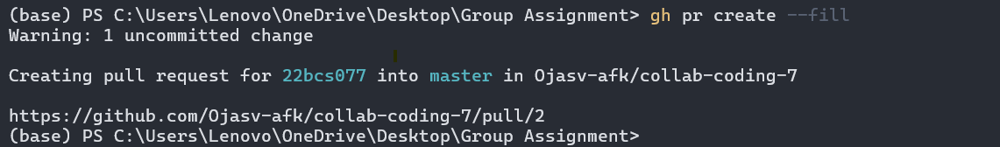 (base) PS C:\Users\Lenovo\OneDrive\Desktop\Group Assignment> gh pr create --fill
Warning: 1 uncommitted change
Creating pull request for 22bcs077 into master in Ojasv-afk/collab-coding-7
https://github.com/Ojasv-afk/collab-coding-7/pull/2
(base) PS C:\Users\Lenovo\OneDrive\Desktop\Group Assignment>